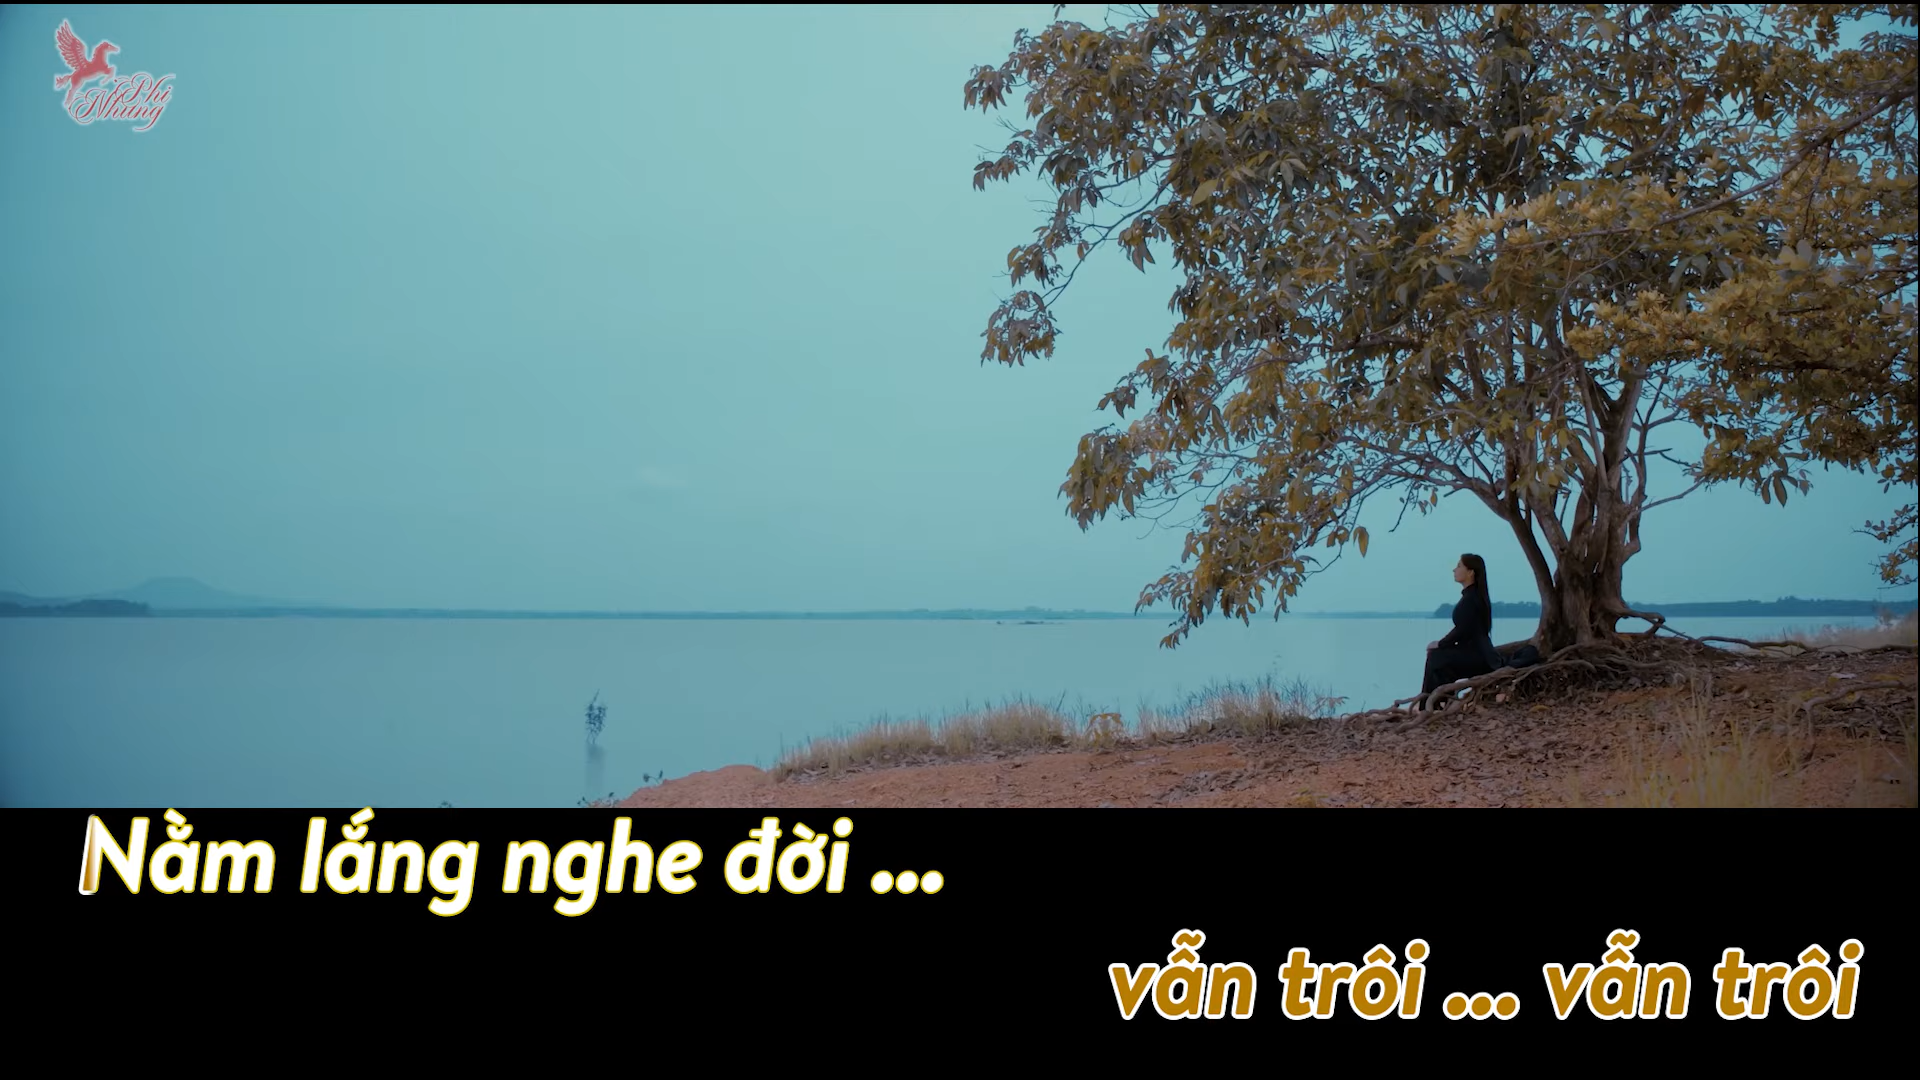 Phi
Nhung
Nằm lắng nghe đời ...
vẫn trôi ... vẫn trôi